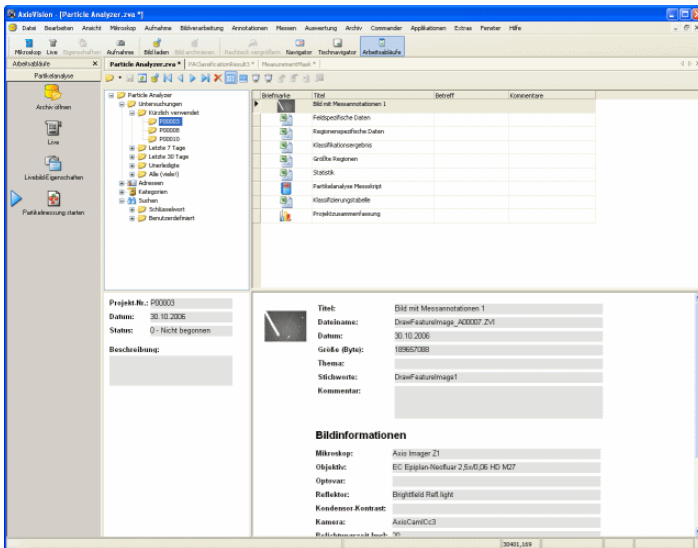 AxioVision - [Particle Analyzer.zva *]
Datei Bearbeiten Ansicht Mikroskop Aufnahme Bildverarbeitung Annotationen Messen Auswertung Archiv Commander Applikationen Extras Fenster Hilfe
Mikroskop Live Eigenschaften Aufnahme Bild laden Bild archivieren Rechteck vergrößern Navigator Technavigator Arbeitsabläufe
Arbeitsabläufe
Particle Analyzer.zva * PAClassificationResult3 * MeasurementMask *
Partikelanalyse
Archiv öffnen
Live
Livebild-Eigenschaften
Partikelmessung starten
Particle Analyzer
Untersuchungen
Kürzlich verwendet
P00003
P00008
P00010
Letzte 7 Tage
Letzte 30 Tage
Unerledigte
Alle (viele!)
Adressen
Kategorien
Suchen
Schlüsselwort
Benutzerdefiniert
Briefmarke Titel Betreff Kommentare
Bild mit Messannotationen 1
Feldspezifische Daten
Regionenspezifische Daten
Klassifikationsergebnis
Größte Regionen
Statistik
Partikelanalyse Messskript
Klassifizierungstabelle
Projektzusammenfassung
Projekt-Nr.: P00003
Datum: 30.10.2006
Status: 0 - Nicht begonnen
Beschreibung:
Titel: Bild mit Messannotationen 1
Dateiname: DrawFeatureImage_A00007.ZVI
Datum: 30.10.2006
Größe (Byte): 189657088
Thema:
Stichworte: DrawFeatureImage1
Kommentar:
Bildinformationen
Mikroskop: Axio Imager Z1
Objektiv: EC Epiplan-Neofluar 2,5x/0,06 HD M27
Optovar:
Reflektor: Brightfield Refl.light
Kondensor-Kontrast:
Kamera: AxioCamICc3
30401,169